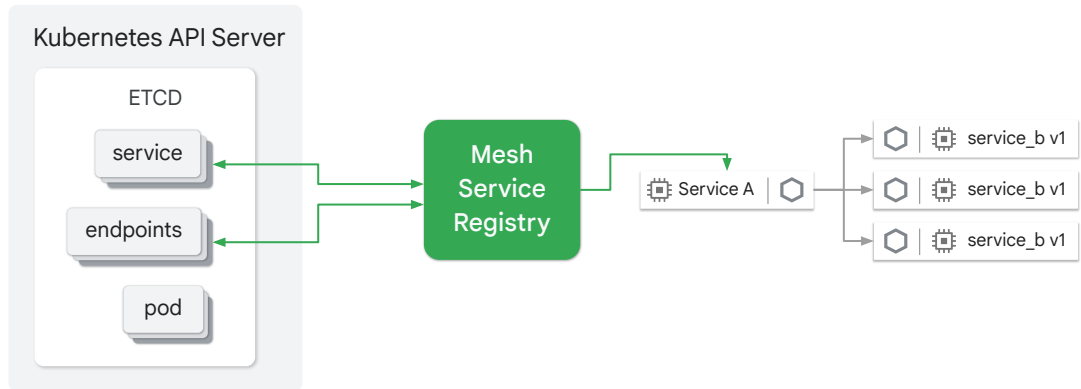 Kubernetes API Server
ETCD
service
endpoints
pod
Mesh
Service
Registry
Service A
service_b v1
service_b v1
service_b v1